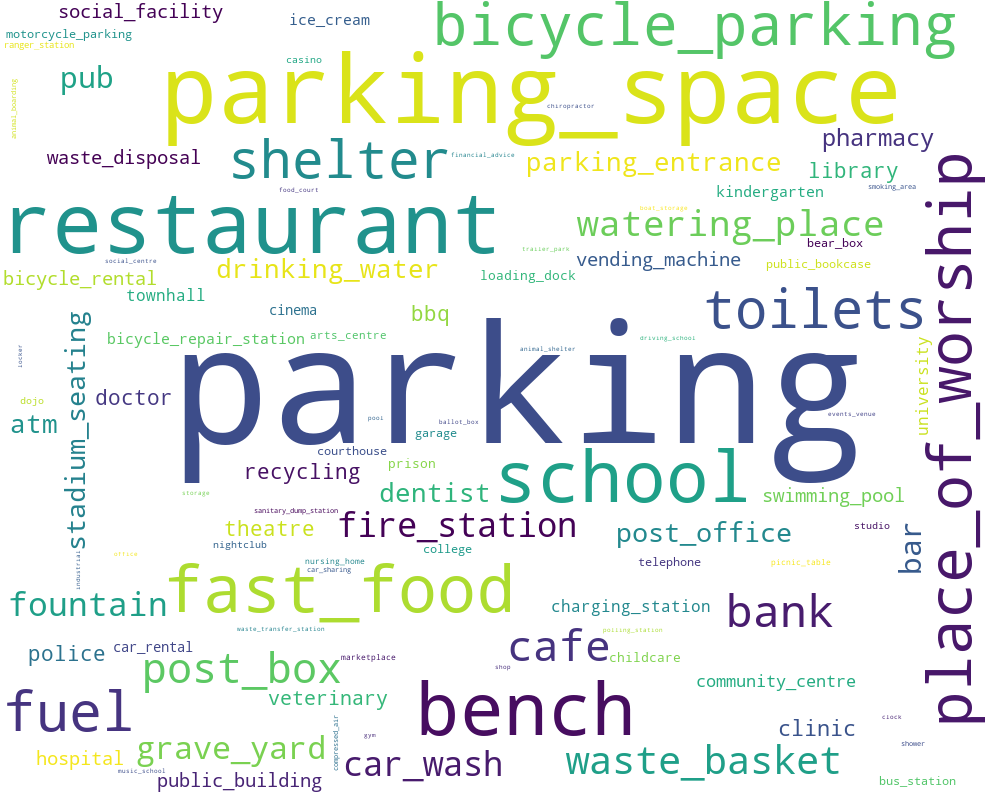 social_facility
ice_cream
bicycle_parking
motorcycle_parking
ranger_station
casino
pub
parking_space
animal_boarding
chiropractor
pharmacy
waste_disposal
shelter
financial_advice
parking_entrance
library
food_court
kindergarten
smoking_area
restaurant
watering_place
boat_storage
place_of_worship
bear_box
social_centre
trailer_park
vending_machine
public_bookcase
bicycle_rental
drinking_water
loading_dock
townhall
cinema
bbq
toilets
bicycle_repair_station
arts_centre
driving_school
animal_shelter
locker
stadium_seating
parking
university
doctor
dojo
atm
pool
ballot_box
events_venue
garage
courthouse
recycling
prison
school
dentist
swimming_pool
storage
sanitary_dump_station
theatre
fire_station
post_office
studio
bar
nightclub
college
office
industrial
nursing_home
car_sharing
telephone
picnic_table
fast_food
fountain
charging_station
bank
waste_transfer_station
polling_station
police
car_rental
post_box
marketplace
cafe
shop
childcare
veterinary
community_centre
fuel
bench
compressed_air
gym
clock
clinic
shower
hospital
grave_yard
music_school
public_building
car_wash
waste_basket
bus_station